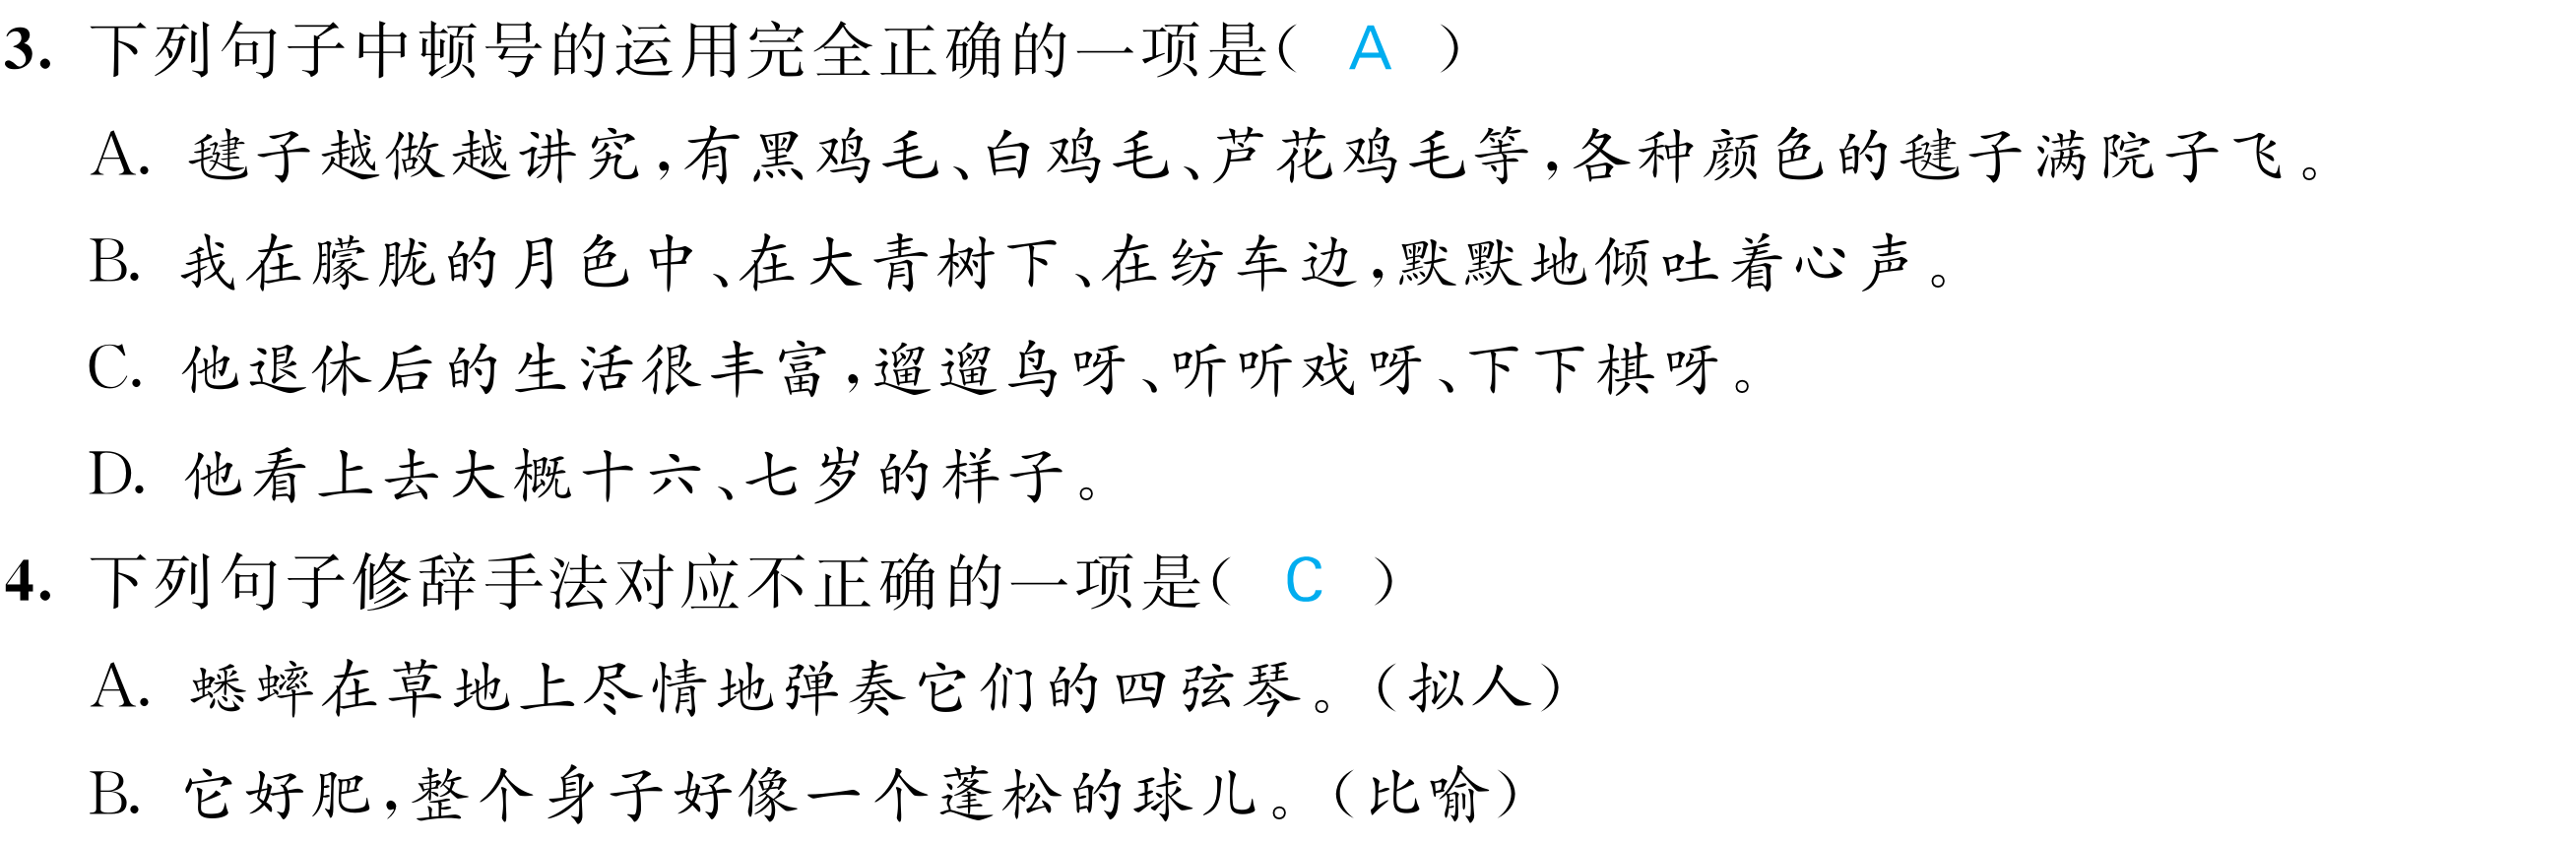 3. 下列句子中顿号的运用完全正确的一项是( A )
A. 毽子越做越讲究,有黑鸡毛、白鸡毛、芦花鸡毛等,各种颜色的毽子满院子飞。
B. 我在朦胧的月色中、在大青树下、在纺车边,默默地倾吐着心声。
C. 他退休后的生活很丰富,遛遛鸟呀、听听戏呀、下下棋呀。
D. 他看上去大概十六、七岁的样子。
4. 下列句子修辞手法对应不正确的一项是( C )
A. 蟋蟀在草地上尽情地弹奏它们的四弦琴。(拟人)
B. 它好肥,整个身子好像一个蓬松的球儿。(比喻)